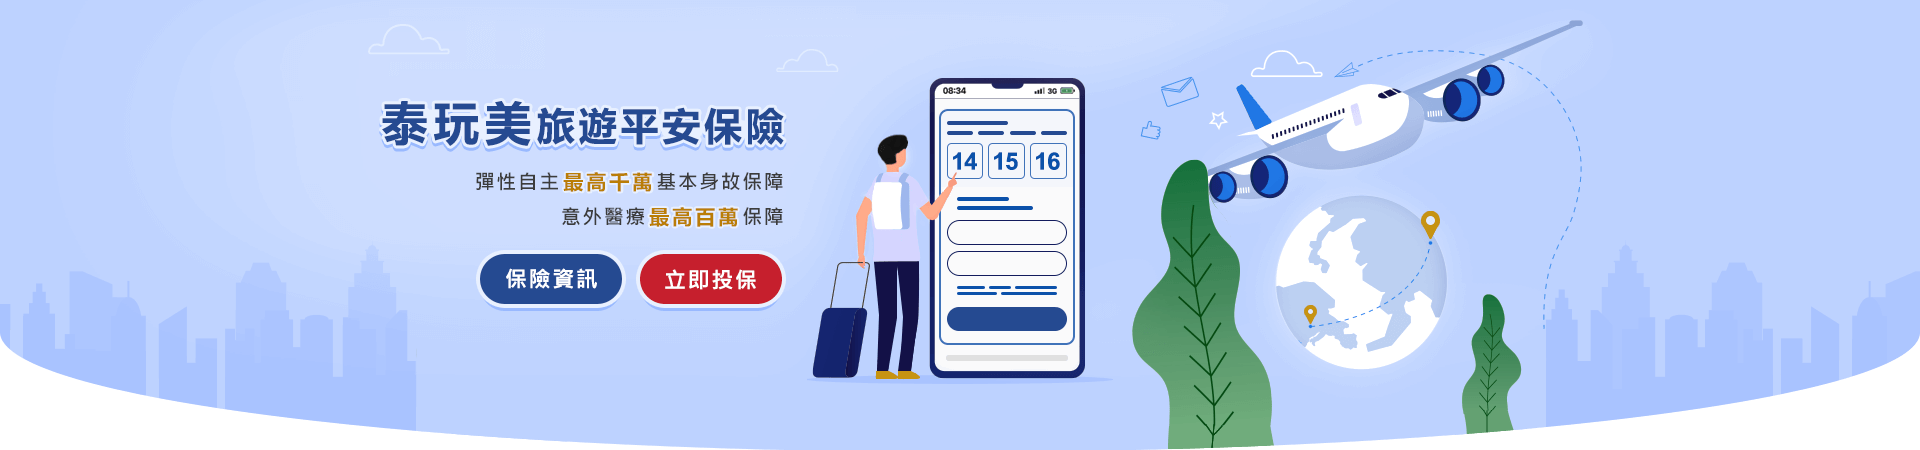 泰玩美旅遊平安保險
彈性自主最高千萬基本身故保障
意外醫療最高百萬保障
保險資訊
立即投保
08:34 3G
14 15 16